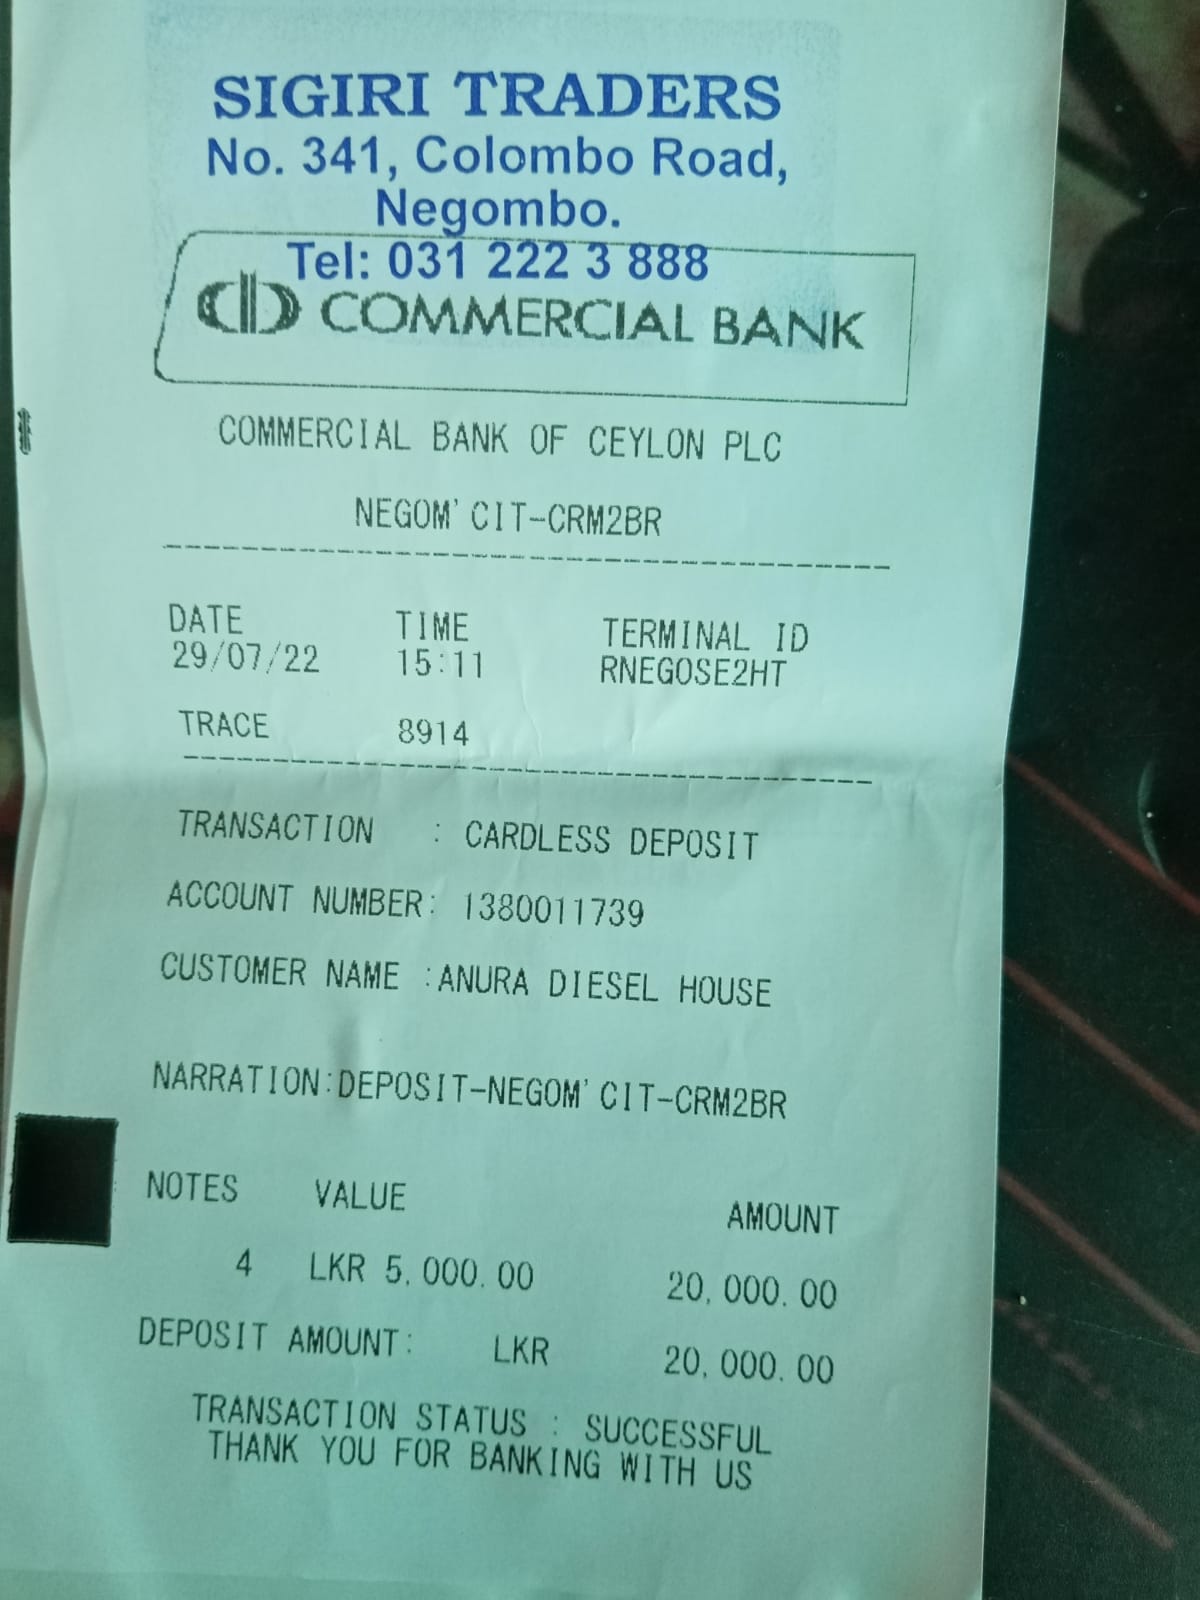 SIGIRI TRADERS
No. 341, Colombo Road,
Negombo.
Tel: 031 222 3 888
COMMERCIAL BANK
COMMERCIAL BANK OF CEYLON PLC
NEGOM' CIT-CRM2BR
DATE TIME TERMINAL ID
29/07/22 15:11 RNEGOSE2HT
TRACE 8914
TRANSACTION : CARDLESS DEPOSIT
ACCOUNT NUMBER: 1380011739
CUSTOMER NAME :ANURA DIESEL HOUSE
NARRATION:DEPOSIT-NEGOM' CIT-CRM2BR
NOTES VALUE AMOUNT
4 LKR 5,000.00 20,000.00
DEPOSIT AMOUNT: LKR 20,000.00
TRANSACTION STATUS : SUCCESSFUL
THANK YOU FOR BANKING WITH US